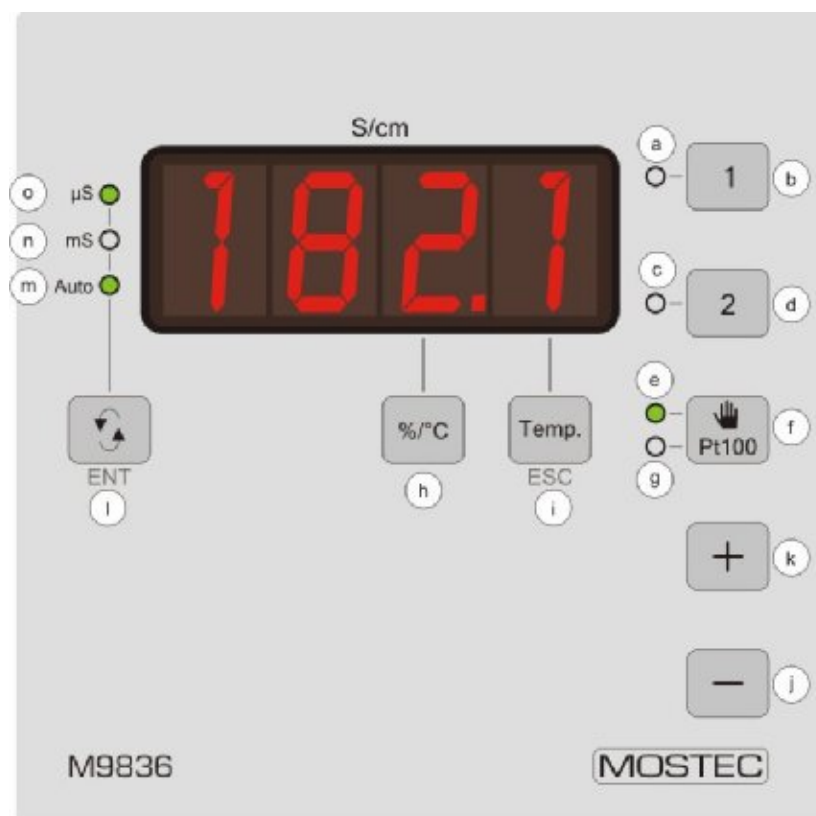 S/cm
a
1
b
o
µS
182.1
n
mS
m
Auto
c
2
d
e
%/°C
Temp.
Pt100
f
g
ENT
l
h
ESC
i
+
k
−
j
M9836
MOSTEC